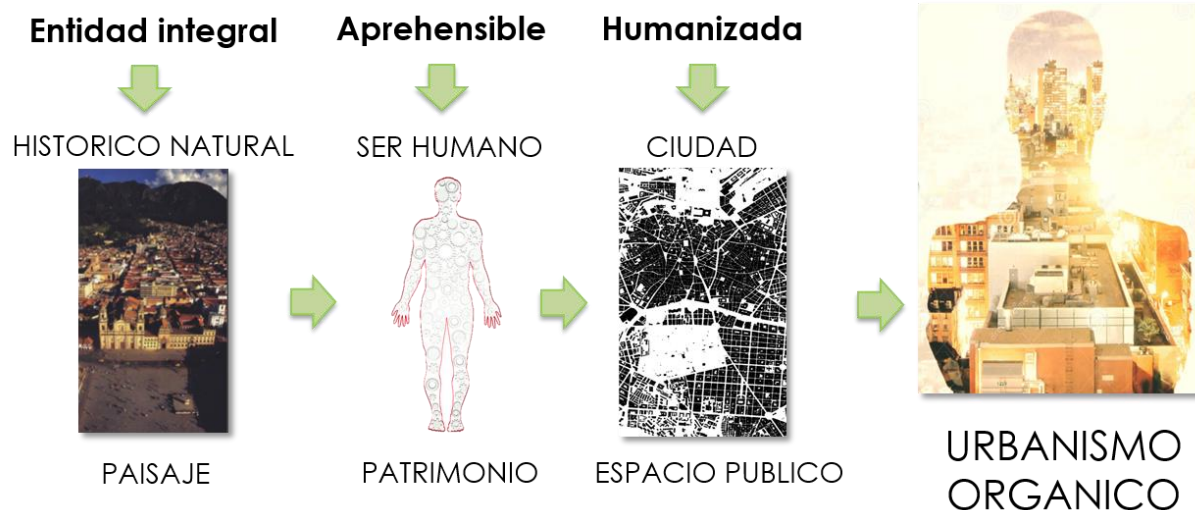 Entidad integral
Aprehensible
Humanizada
HISTORICO NATURAL
SER HUMANO
CIUDAD
PAISAJE
PATRIMONIO
ESPACIO PUBLICO
URBANISMO
ORGANICO